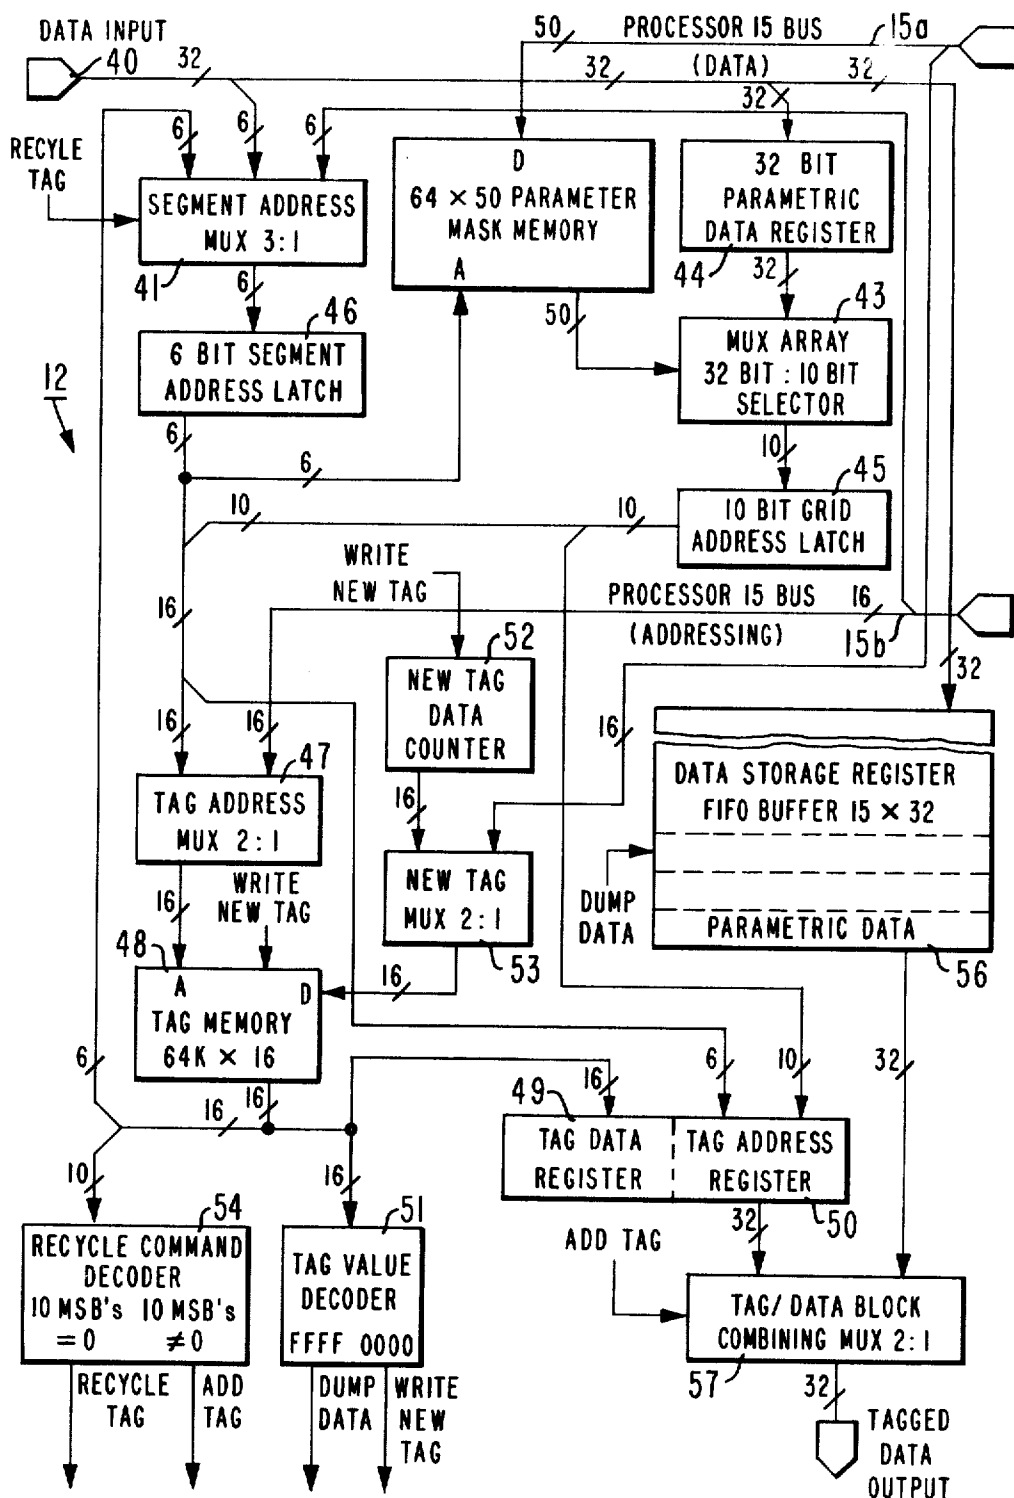 DATA INPUT
50
PROCESSOR 15 BUS
15a
40
32
32
(DATA)
32
32
6
6
6
RECYLE
TAG
SEGMENT ADDRESS
MUX 3:1
41
D
64 × 50 PARAMETER
MASK MEMORY
A
32 BIT
PARAMETRIC
DATA REGISTER
44
6
46
32
43
50
6 BIT SEGMENT
ADDRESS LATCH
MUX ARRAY
32 BIT : 10 BIT
SELECTOR
12
6
6
10
45
10
10
10 BIT GRID
ADDRESS LATCH
WRITE
NEW TAG
16
PROCESSOR 15 BUS
16
(ADDRESSING)
15b
52
32
NEW TAG
DATA
COUNTER
16
16
16
47
DATA STORAGE REGISTER
FIFO BUFFER 15 × 32
TAG ADDRESS
MUX 2:1
16
WRITE
NEW TAG
16
NEW TAG
MUX 2:1
DUMP
DATA
PARAMETRIC DATA
56
48
53
16
A
D
TAG MEMORY
64K × 16
6
16
16
16
6
10
32
49
10
16
TAG DATA
REGISTER
TAG ADDRESS
REGISTER
50
54
51
ADD TAG
32
RECYCLE COMMAND
DECODER
10 MSB's 10 MSB's
=0 ≠0
TAG VALUE
DECODER
FFFF 0000
TAG/DATA BLOCK
COMBINING MUX 2:1
57
RECYCLE
TAG
ADD
TAG
DUMP
DATA
WRITE
NEW
TAG
32
TAGGED
DATA
OUTPUT